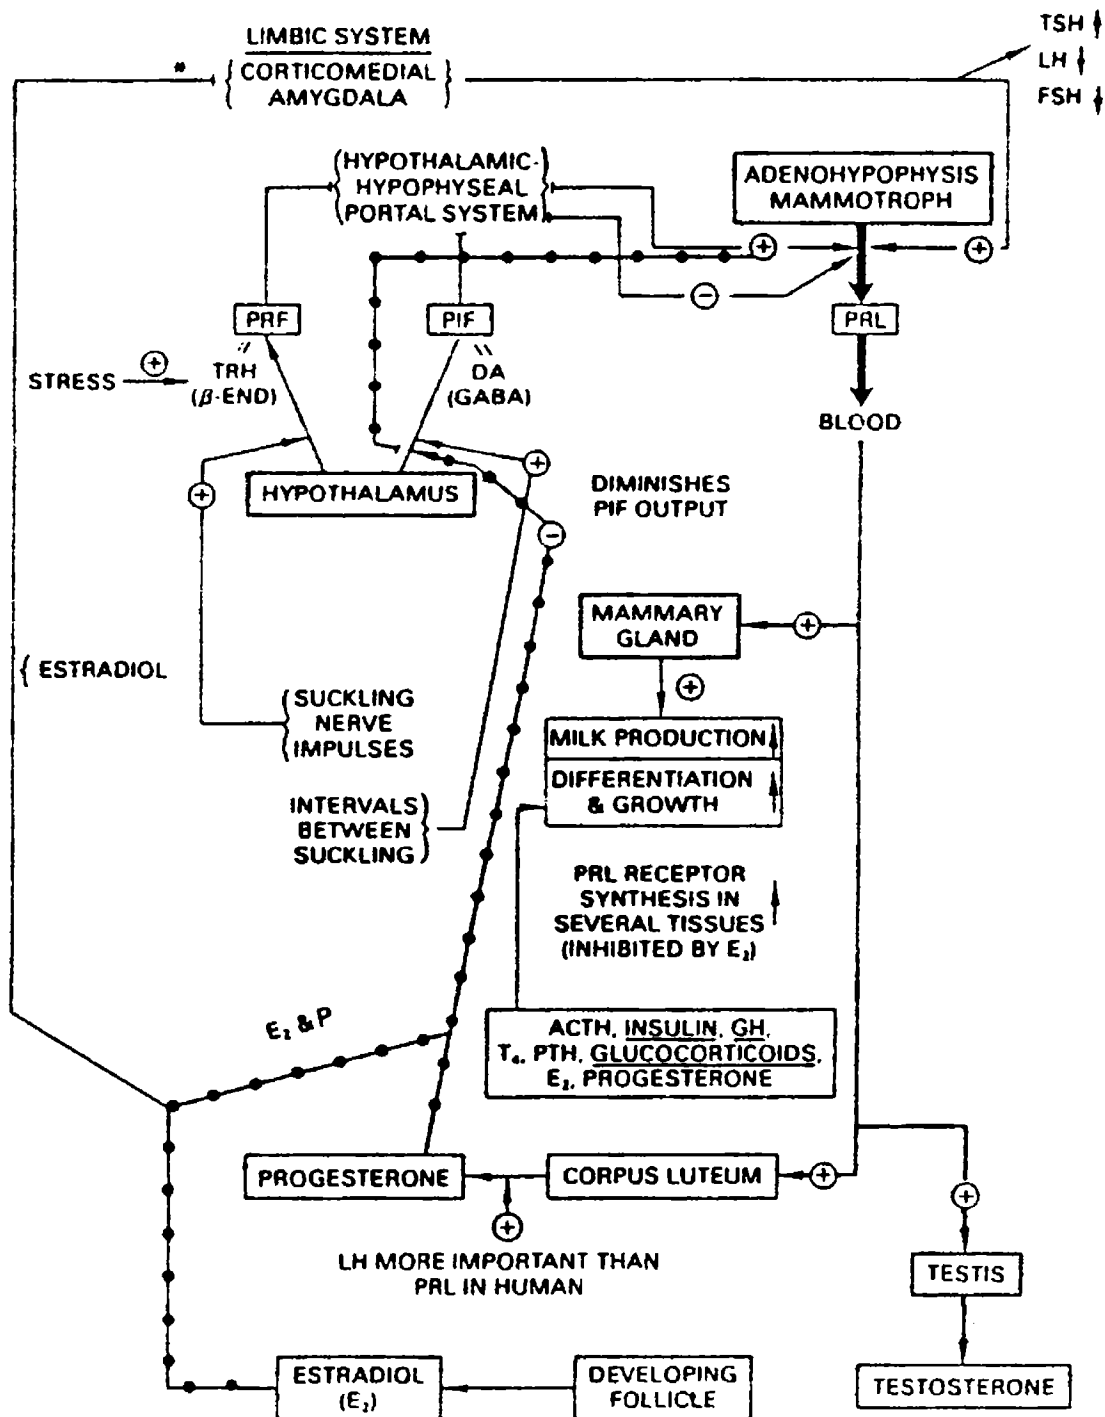 TSH ↑
LIMBIC SYSTEM
LH ↓
* { CORTICOMEDIAL
AMYGDALA }
FSH ↓
(HYPOTHALAMIC-
HYPOPHYSEAL
PORTAL SYSTEM)
ADENOHYPOPHYSIS
MAMMOTROPH
+
+
−
PRF
PIF
PRL
STRESS
+
TRH
(β-END)
DA
(GABA)
BLOOD
+
+
HYPOTHALAMUS
DIMINISHES
PIF OUTPUT
−
MAMMARY
GLAND
+
{ ESTRADIOL
+
SUCKLING
NERVE
IMPULSES
MILK PRODUCTION ↑
DIFFERENTIATION
& GROWTH ↑
INTERVALS
BETWEEN
SUCKLING
PRL RECEPTOR
SYNTHESIS IN
SEVERAL TISSUES
(INHIBITED BY E₂) ↑
E₂ & P
ACTH, INSULIN, GH,
T₄, PTH, GLUCOCORTICOIDS,
E₂, PROGESTERONE
PROGESTERONE
CORPUS LUTEUM
+
+
+
LH MORE IMPORTANT THAN
PRL IN HUMAN
TESTIS
ESTRADIOL
(E₂)
DEVELOPING
FOLLICLE
TESTOSTERONE